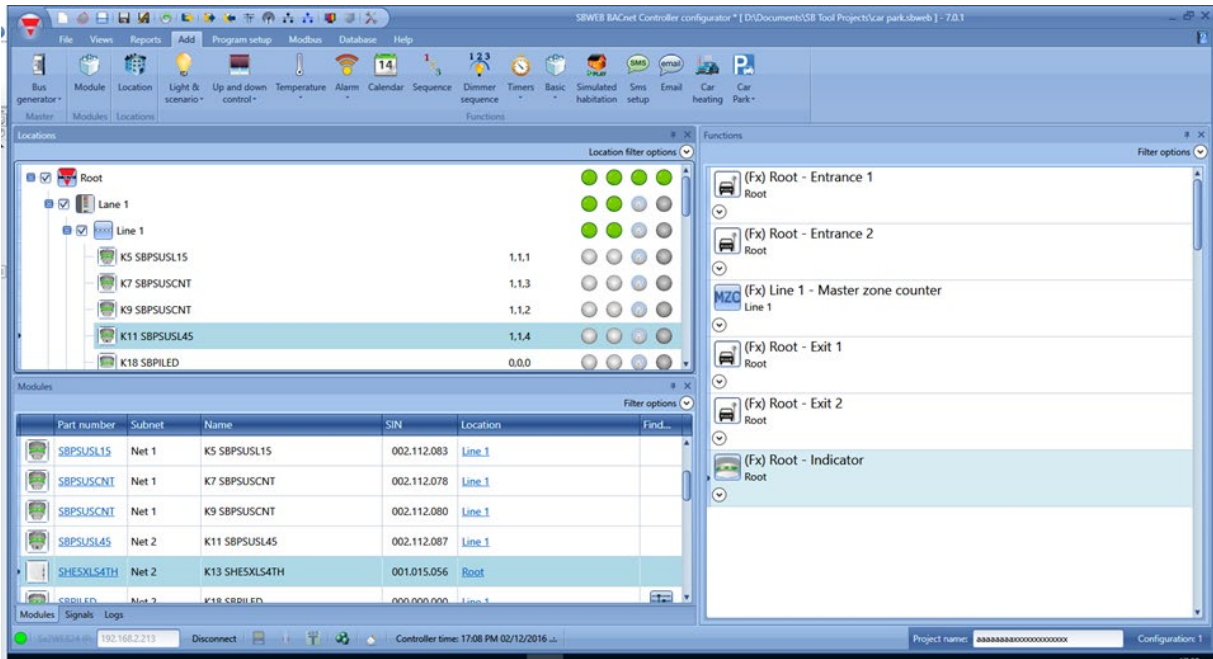 SBWEB BACnet Controller configurator * [ D:\Documents\SB Tool Projects\car park.sbweb ] - 7.0.1
File Views Reports Add Program setup Modbus Database Help
Bus generator Module Location Light & scenario Up and down control Temperature Alarm Calendar Sequence Dimmer sequence Timers Basic Simulated habitation Sms setup Email Car heating Car Park
Master Modules Locations Functions
Locations
Location filter options
Root
Lane 1
Line 1
K5 SBPSUSL15 1,1,1
K7 SBPSUSCNT 1,1,3
K9 SBPSUSCNT 1,1,2
K11 SBPSUSL45 1,1,4
K18 SBPILED 0,0,0
Modules
Filter options
Part number Subnet Name SIN Location Find...
SBPSUSL15 Net 1 K5 SBPSUSL15 002.112.083 Line 1
SBPSUSCNT Net 1 K7 SBPSUSCNT 002.112.078 Line 1
SBPSUSCNT Net 1 K9 SBPSUSCNT 002.112.080 Line 1
SBPSUSL45 Net 2 K11 SBPSUSL45 002.112.087 Line 1
SHE5XLS4TH Net 2 K13 SHE5XLS4TH 001.015.056 Root
SBPILED Net 2 K18 SBPILED 000.000.000 Line 1
Modules Signals Logs
Functions
Filter options
(Fx) Root - Entrance 1
Root
(Fx) Root - Entrance 2
Root
MZC
(Fx) Line 1 - Master zone counter
Line 1
(Fx) Root - Exit 1
Root
(Fx) Root - Exit 2
Root
(Fx) Root - Indicator
Root
192.168.2.213 Disconnect Controller time: 17:08 PM 02/12/2016 ... Project name: Configuration: 1